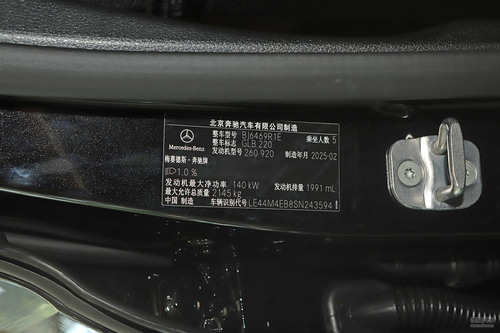 北京奔驰汽车有限公司制造
整车型号 BJ6469R1E 乘坐人数 5
整车标志 GLB 220
Mercedes-Benz 发动机型号 260 920 制造年月 2025-02
梅赛德斯-奔驰牌
1.0 %
发动机最大净功率 140 kW 发动机排量 1991 mL
最大允许总质量 2145 kg
中国 制造 车辆识别代号 LE44M4EB8SN243594